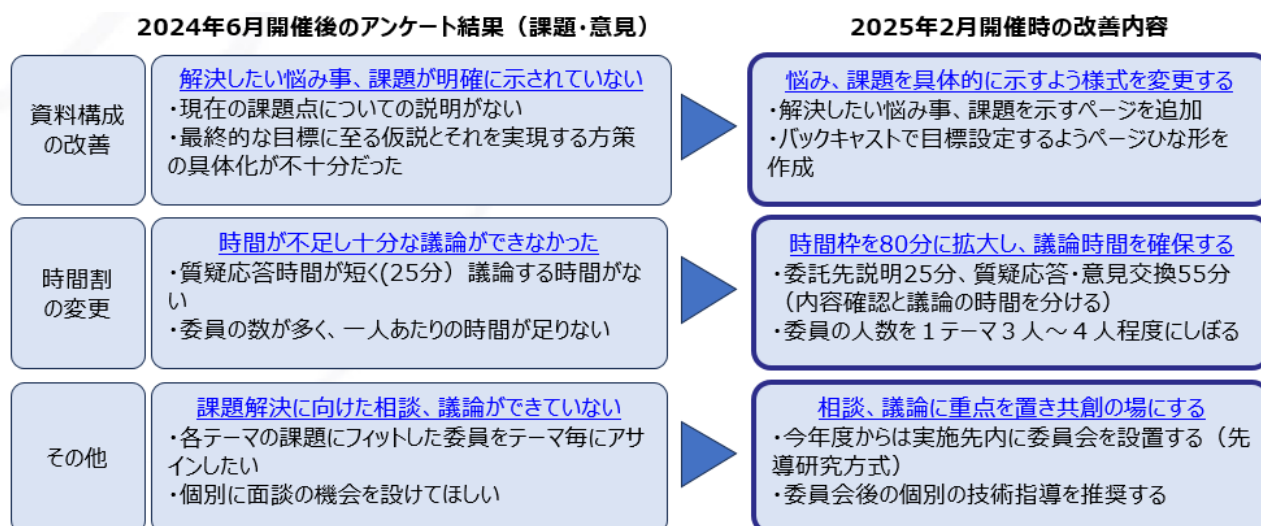 2024年6月開催後のアンケート結果（課題・意見）
2025年2月開催時の改善内容
資料構成
の改善
解決したい悩み事、課題が明確に示されていない
・現在の課題点についての説明がない
・最終的な目標に至る仮説とそれを実現する方策
の具体化が不十分だった
悩み、課題を具体的に示すよう様式を変更する
・解決したい悩み事、課題を示すページを追加
・バックキャストで目標設定するようページひな形を
作成
時間割
の変更
時間が不足し十分な議論ができなかった
・質疑応答時間が短く(25分）議論する時間がな
い
・委員の数が多く、一人あたりの時間が足りない
時間枠を80分に拡大し、議論時間を確保する
・委託先説明25分、質疑応答・意見交換55分
（内容確認と議論の時間を分ける）
・委員の人数を１テーマ３人～４人程度にしぼる
その他
課題解決に向けた相談、議論ができていない
・各テーマの課題にフィットした委員をテーマ毎にアサ
インしたい
・個別に面談の機会を設けてほしい
相談、議論に重点を置き共創の場にする
・今年度からは実施先内に委員会を設置する（先
導研究方式）
・委員会後の個別の技術指導を推奨する